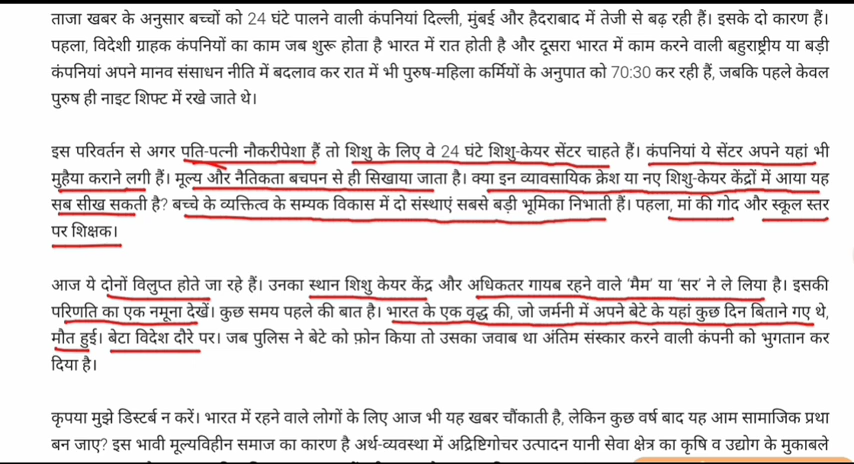 ताजा खबर के अनुसार बच्चों को 24 घंटे पालने वाली कंपनियां दिल्ली, मुंबई और हैदराबाद में तेजी से बढ़ रही हैं। इसके दो कारण हैं।
पहला, विदेशी ग्राहक कंपनियों का काम जब शुरू होता है भारत में रात होती है और दूसरा भारत में काम करने वाली बहुराष्ट्रीय या बड़ी
कंपनियां अपने मानव संसाधन नीति में बदलाव कर रात में भी पुरुष-महिला कर्मियों के अनुपात को 70:30 कर रही हैं, जबकि पहले केवल
पुरुष ही नाइट शिफ्ट में रखे जाते थे।
इस परिवर्तन से अगर पति-पत्नी नौकरीपेशा हैं तो शिशु के लिए वे 24 घंटे शिशु-केयर सेंटर चाहते हैं। कंपनियां ये सेंटर अपने यहां भी
मुहैया कराने लगी हैं। मूल्य और नैतिकता बचपन से ही सिखाया जाता है। क्या इन व्यावसायिक क्रेश या नए शिशु-केयर केंद्रों में आया यह
सब सीख सकती है? बच्चे के व्यक्तित्व के सम्यक विकास में दो संस्थाएं सबसे बड़ी भूमिका निभाती हैं। पहला, मां की गोद और स्कूल स्तर
पर शिक्षक।
आज ये दोनों विलुप्त होते जा रहे हैं। उनका स्थान शिशु केयर केंद्र और अधिकतर गायब रहने वाले 'मैम' या 'सर' ने ले लिया है। इसकी
परिणति का एक नमूना देखें। कुछ समय पहले की बात है। भारत के एक वृद्ध की, जो जर्मनी में अपने बेटे के यहां कुछ दिन बिताने गए थे,
मौत हुई। बेटा विदेश दौरे पर। जब पुलिस ने बेटे को फ़ोन किया तो उसका जवाब था अंतिम संस्कार करने वाली कंपनी को भुगतान कर
दिया है।
कृपया मुझे डिस्टर्ब न करें। भारत में रहने वाले लोगों के लिए आज भी यह खबर चौंकाती है, लेकिन कुछ वर्ष बाद यह आम सामाजिक प्रथा
बन जाए? इस भावी मूल्यविहीन समाज का कारण है अर्थ-व्यवस्था में अद्रिष्टिगोचर उत्पादन यानी सेवा क्षेत्र का कृषि व उद्योग के मुकाबले